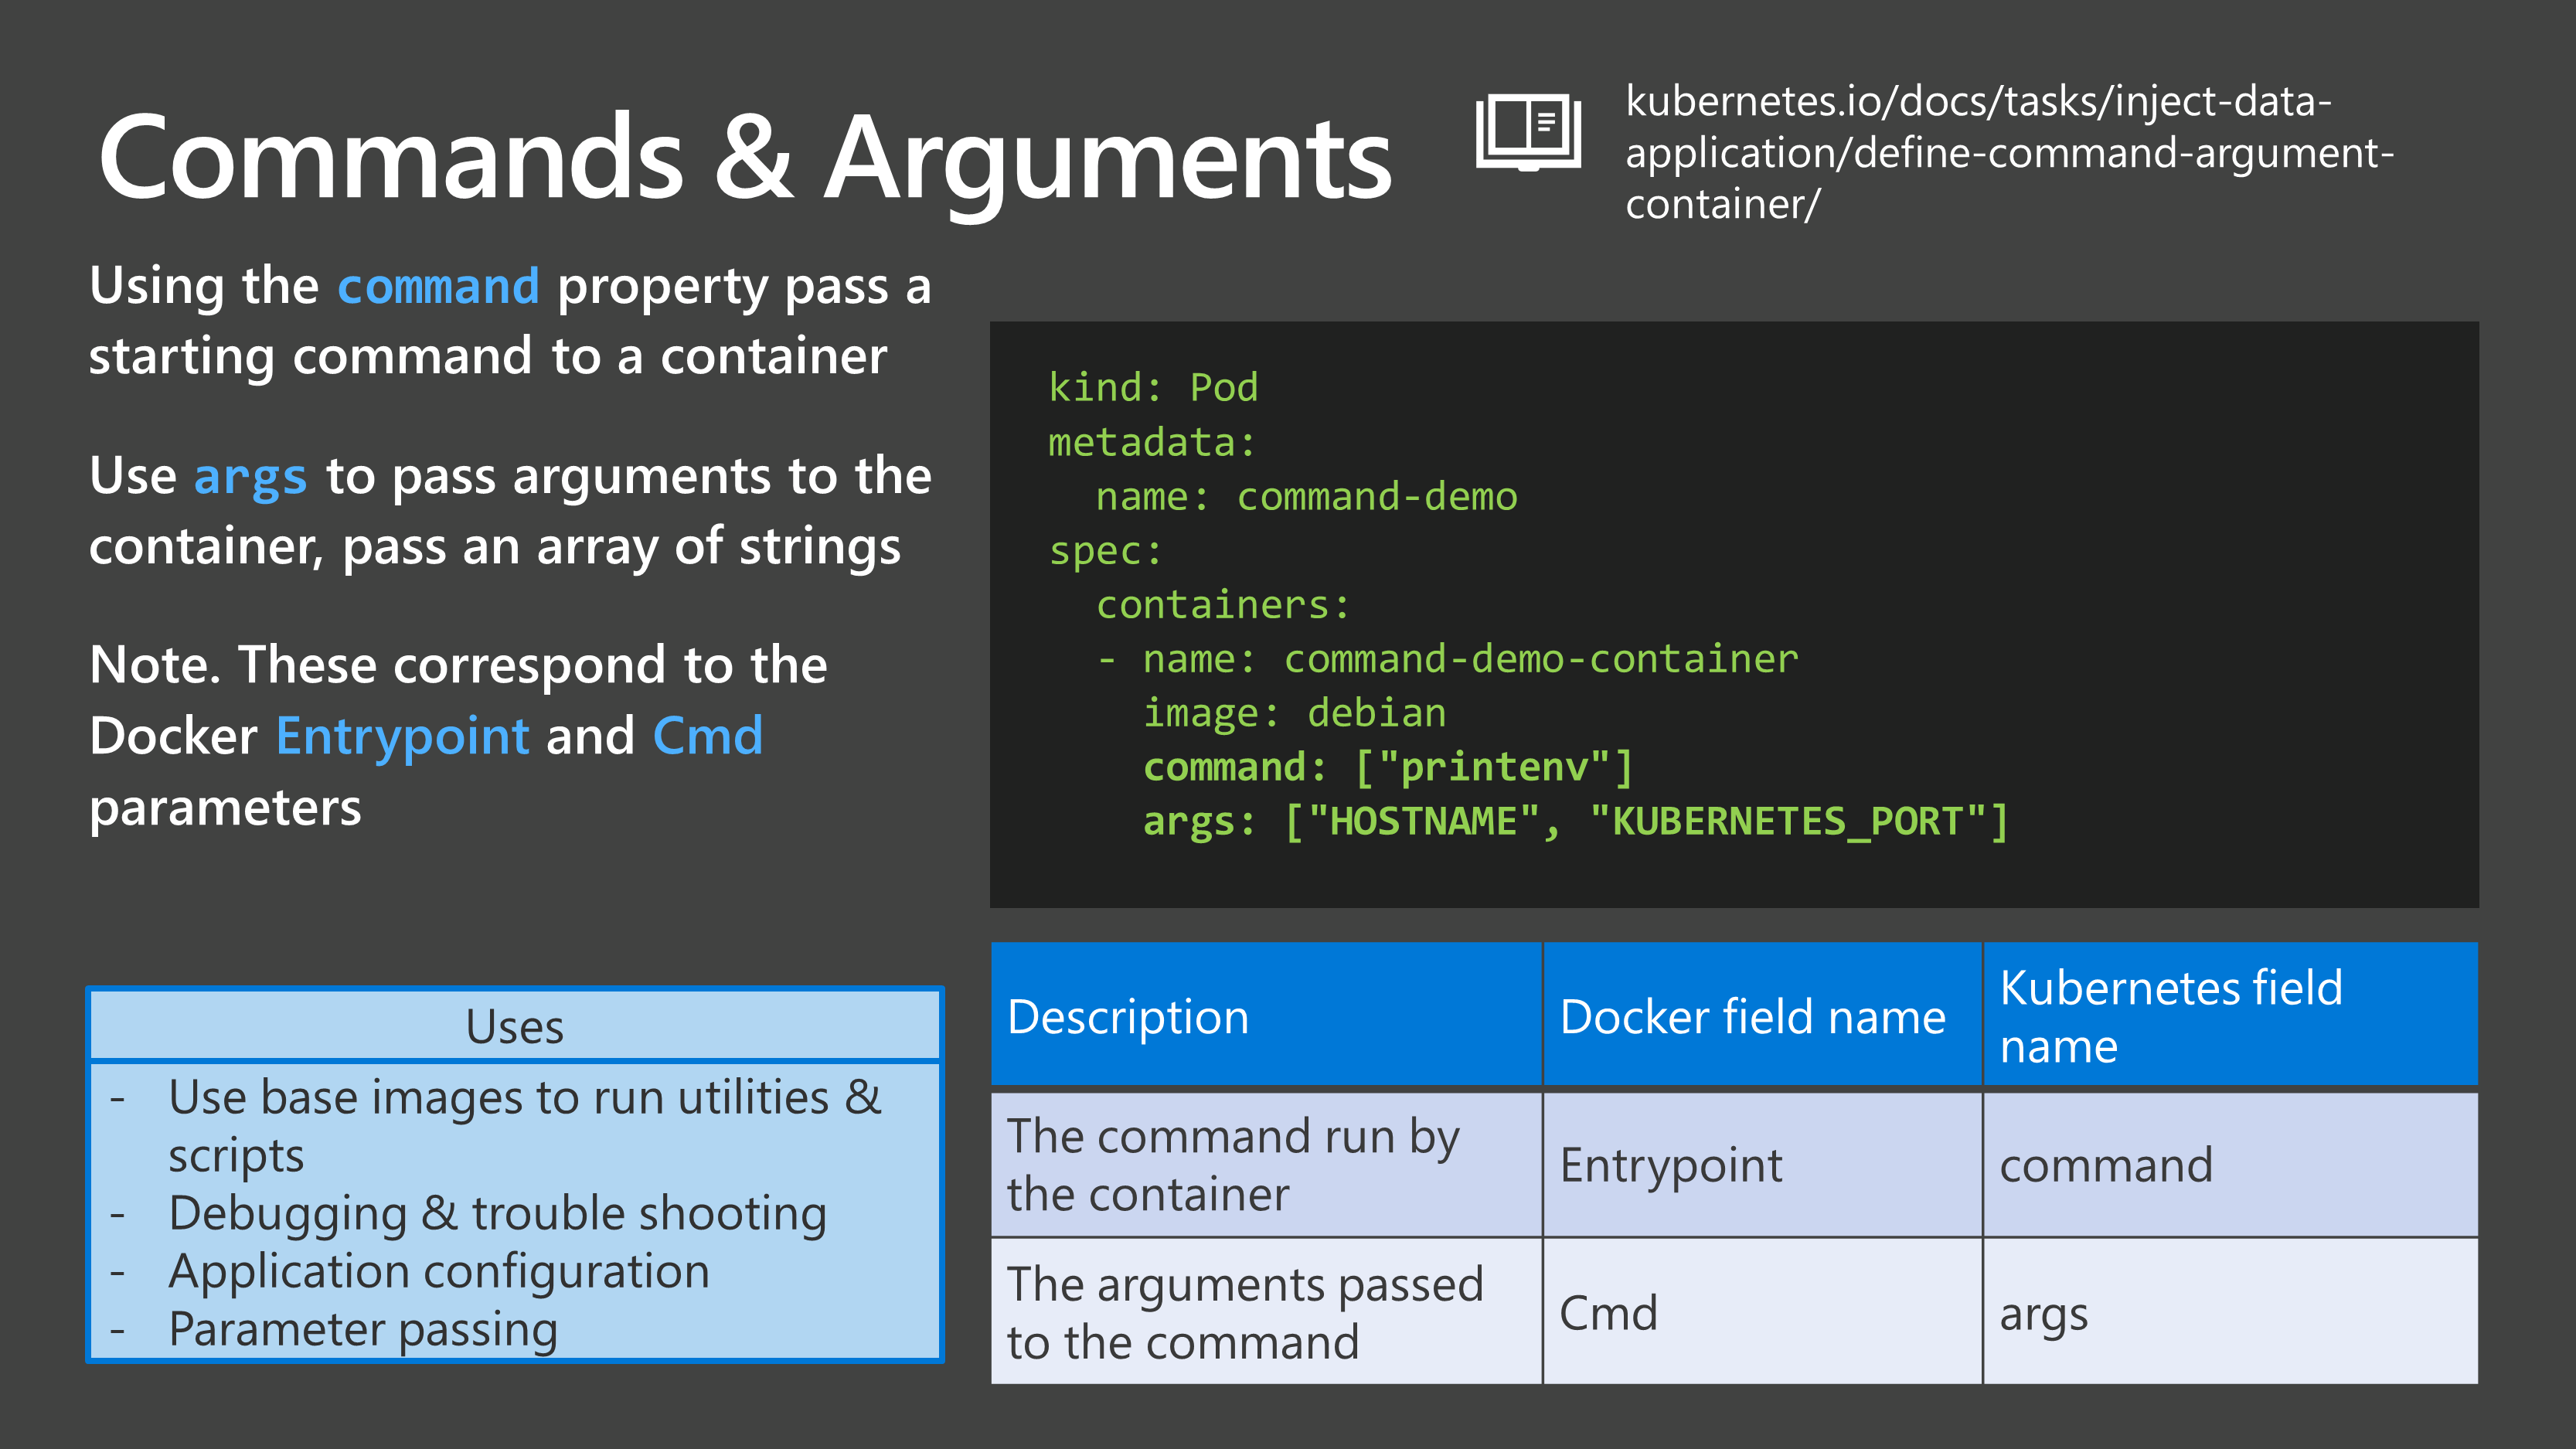 Commands & Arguments
kubernetes.io/docs/tasks/inject-data-
application/define-command-argument-
container/
Using the command property pass a
starting command to a container
Use args to pass arguments to the
container, pass an array of strings
Note. These correspond to the
Docker Entrypoint and Cmd
parameters
kind: Pod
metadata:
  name: command-demo
spec:
  containers:
  - name: command-demo-container
    image: debian
    command: ["printenv"]
    args: ["HOSTNAME", "KUBERNETES_PORT"]
Uses
- Use base images to run utilities &
scripts
- Debugging & trouble shooting
- Application configuration
- Parameter passing
Description
Docker field name
Kubernetes field
name
The command run by
the container
Entrypoint
command
The arguments passed
to the command
Cmd
args